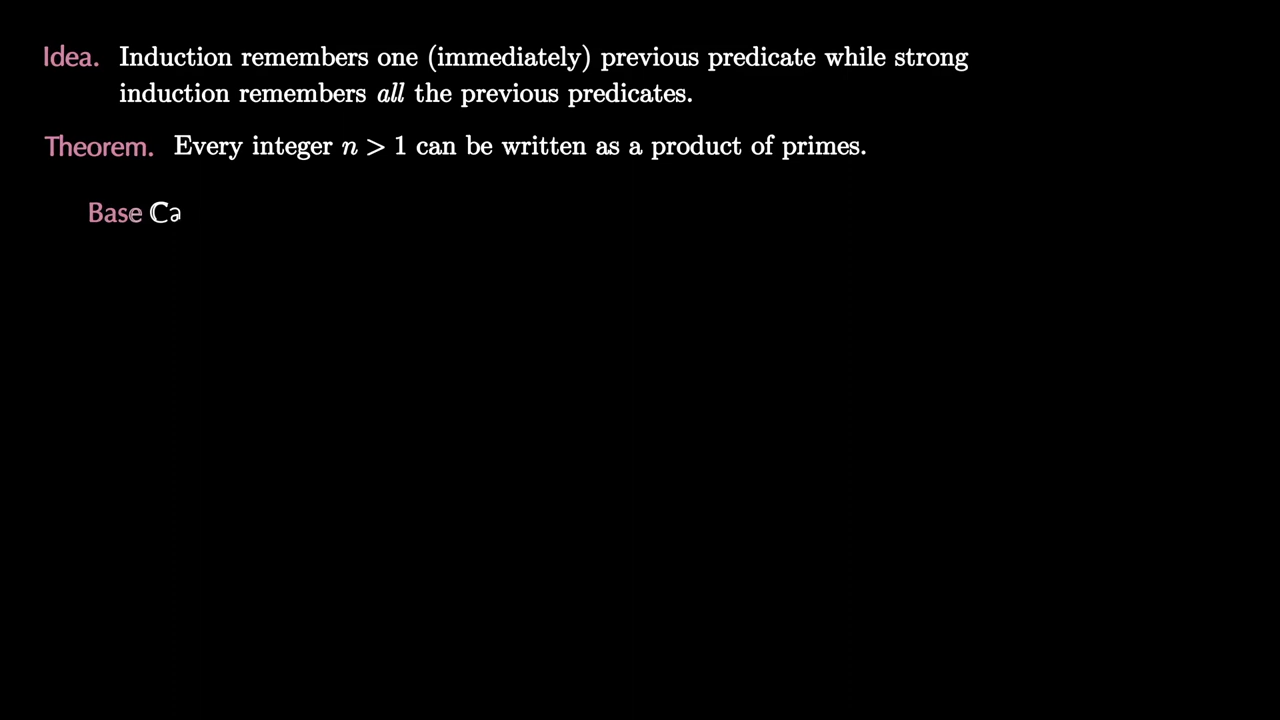 Idea. Induction remembers one (immediately) previous predicate while strong
induction remembers all the previous predicates.
Theorem. Every integer n > 1 can be written as a product of primes.
Base Ca